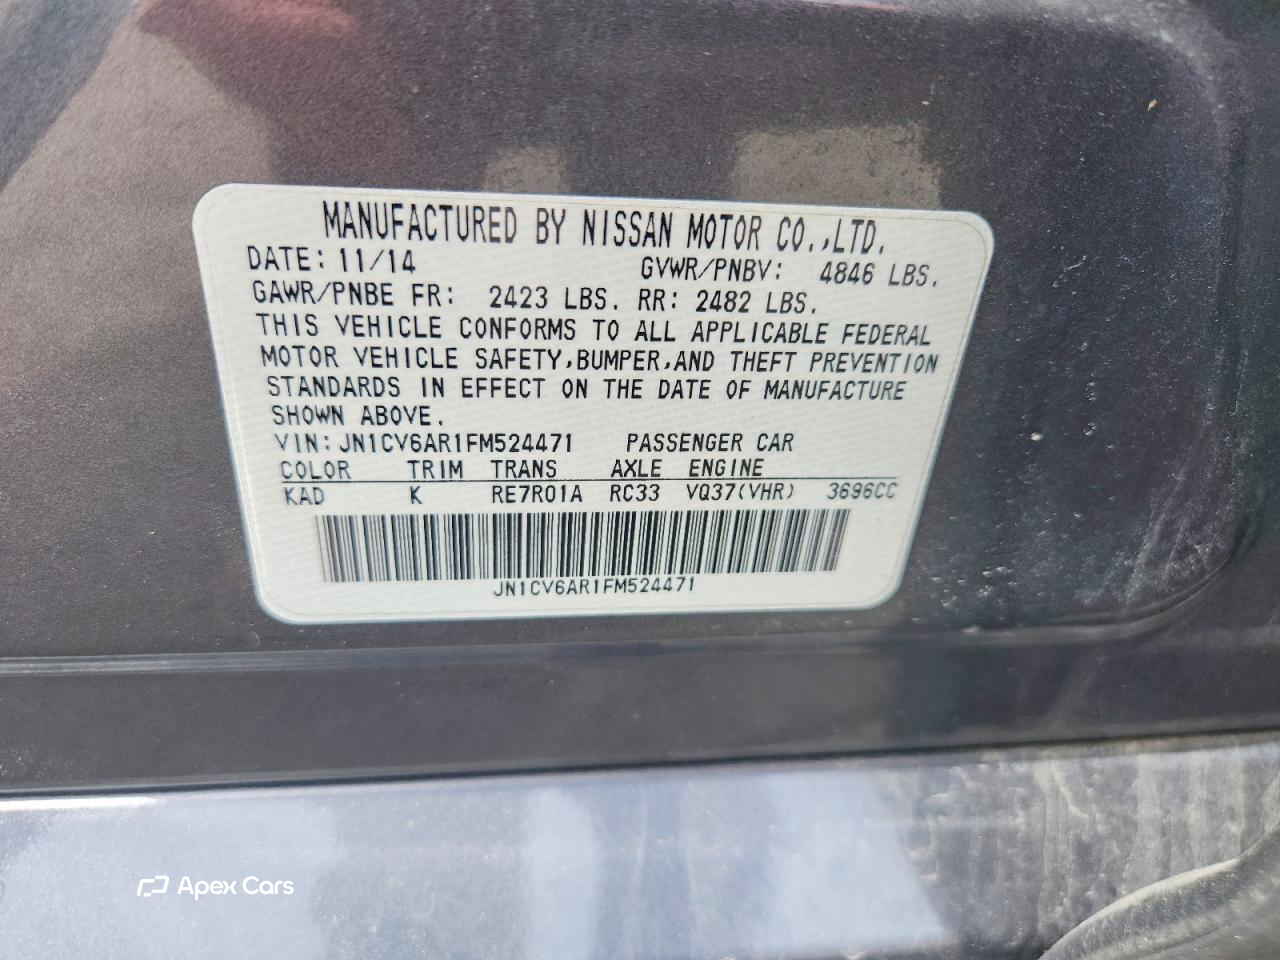 MANUFACTURED BY NISSAN MOTOR CO.,LTD.
DATE: 11/14 GVWR/PNBV: 4846 LBS.
GAWR/PNBE FR: 2423 LBS. RR: 2482 LBS.
THIS VEHICLE CONFORMS TO ALL APPLICABLE FEDERAL
MOTOR VEHICLE SAFETY,BUMPER,AND THEFT PREVENTION
STANDARDS IN EFFECT ON THE DATE OF MANUFACTURE
SHOWN ABOVE.
VIN:JN1CV6AR1FM524471 PASSENGER CAR
COLOR TRIM TRANS AXLE ENGINE
KAD K RE7R01A RC33 VQ37(VHR) 3696CC
JN1CV6AR1FM524471
Apex Cars